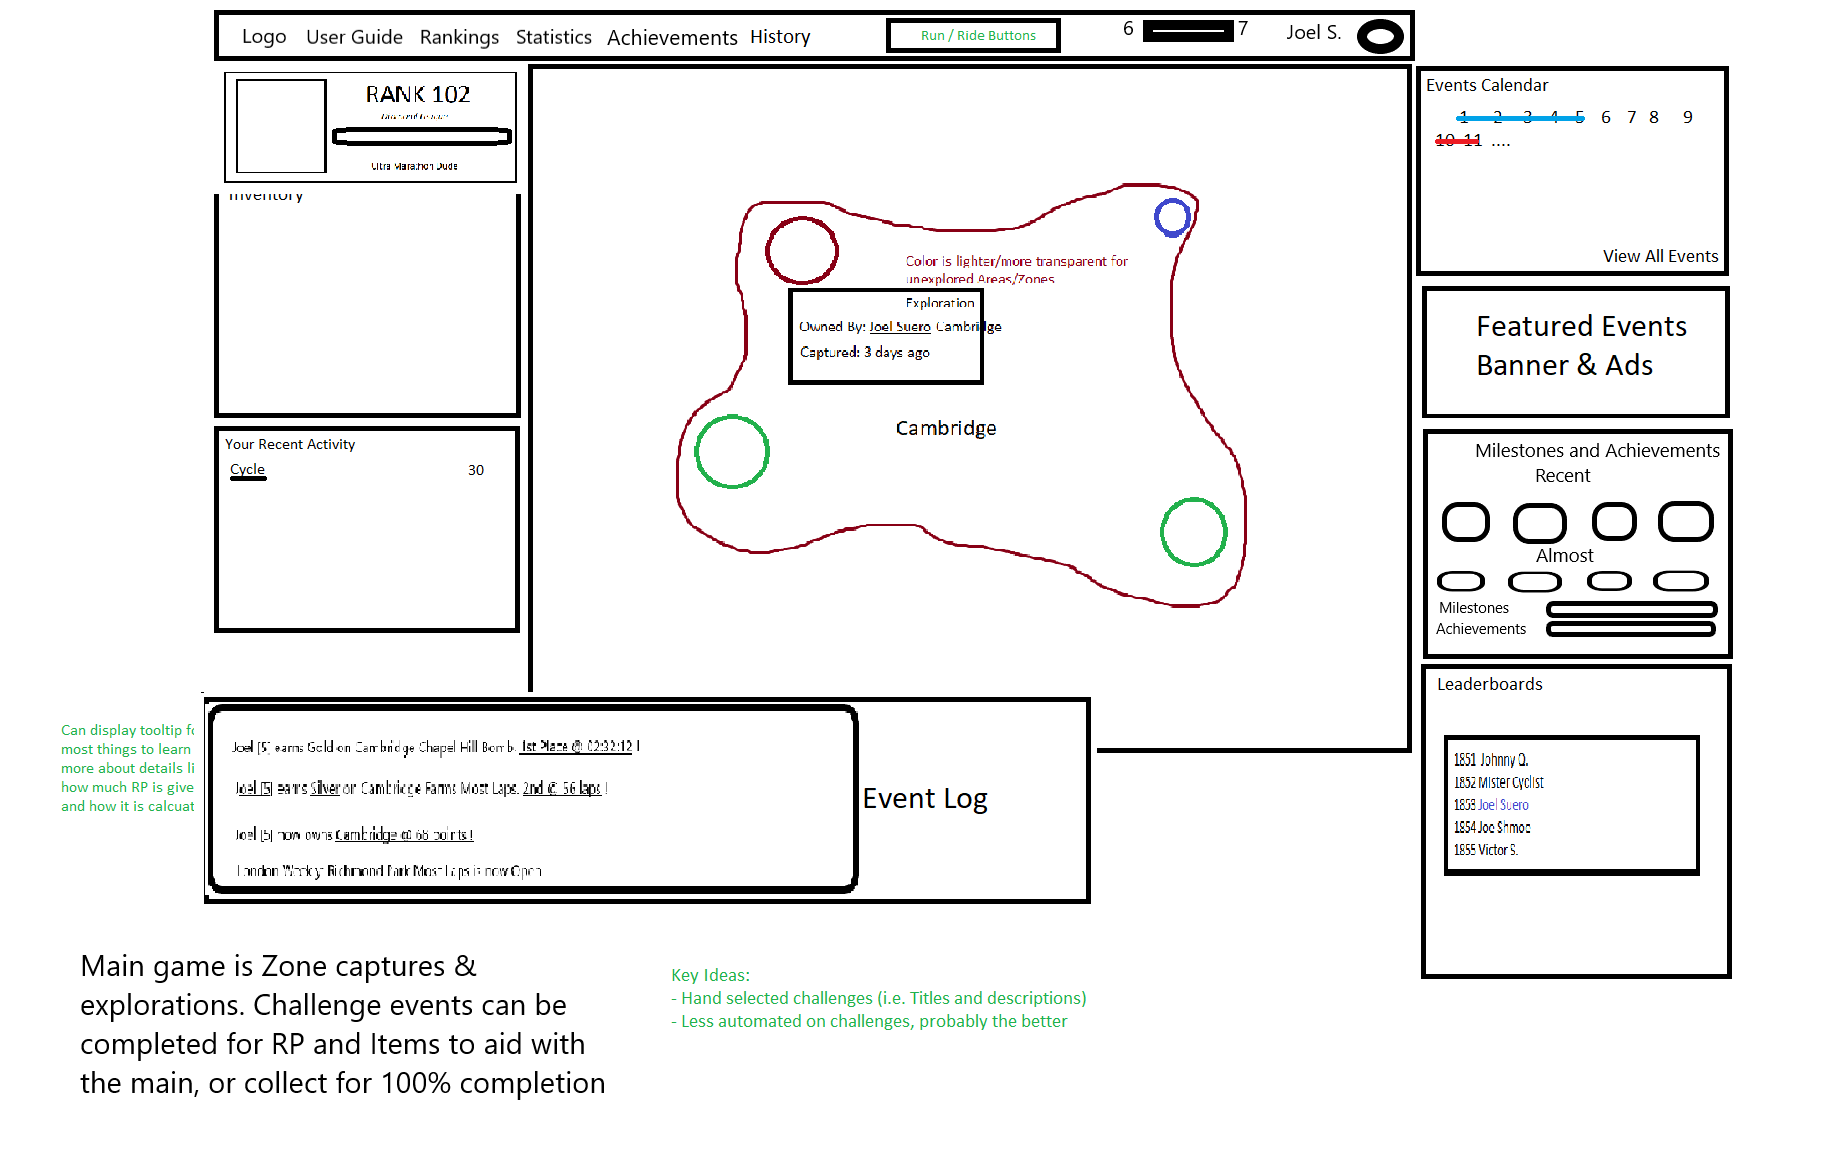 Logo User Guide Rankings Statistics Achievements History
Run / Ride Buttons
6 7
Joel S.
RANK 102
Ultra Marathon Dude
Inventory
Your Recent Activity
Cycle 30
Color is lighter/more transparent for
unexplored Areas/Zones
Exploration
Owned By: Joel Suero Cambridge
Captured: 3 days ago
Cambridge
Events Calendar
1 2 3 4 5 6 7 8 9
10 11 ....
View All Events
Featured Events
Banner & Ads
Milestones and Achievements
Recent
Almost
Milestones
Achievements
Leaderboards
1851 Johnny Q.
1852 Mister Cyclist
1853 Joel Suero
1854 Joe Shmoe
1855 Victor S.
Can display tooltip fo
most things to learn
more about details li
how much RP is give
and how it is calcuat
Joel [5] earns Gold on Cambridge Chapel Hill Bomb. 1st Place @ 02:32:12 !
Joel [5] earns Silver on Cambridge Farms Most Laps. 2nd @ 56 laps !
Joel [5] now owns Cambridge @ 68 points !
London Weekly: Richmond Park Most Laps is now Open
Event Log
Main game is Zone captures &
explorations. Challenge events can be
completed for RP and Items to aid with
the main, or collect for 100% completion
Key Ideas:
- Hand selected challenges (i.e. Titles and descriptions)
- Less automated on challenges, probably the better